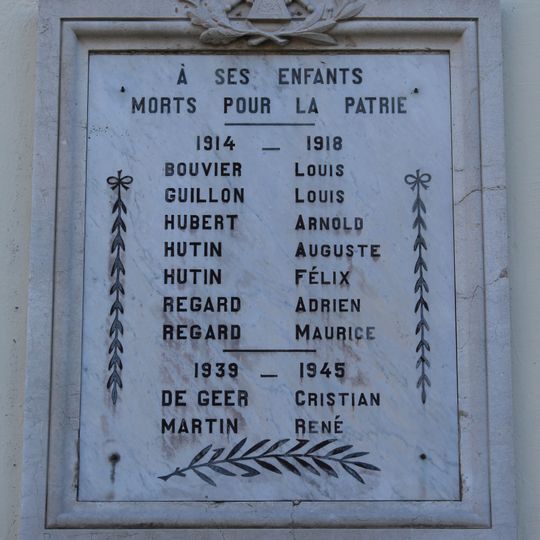 À SES ENFANTS
MORTS POUR LA PATRIE
1914 — 1918
BOUVIER LOUIS
GUILLON LOUIS
HUBERT ARNOLD
HUTIN AUGUSTE
HUTIN FÉLIX
REGARD ADRIEN
REGARD MAURICE
1939 — 1945
DE GEER CRISTIAN
MARTIN RENÉ